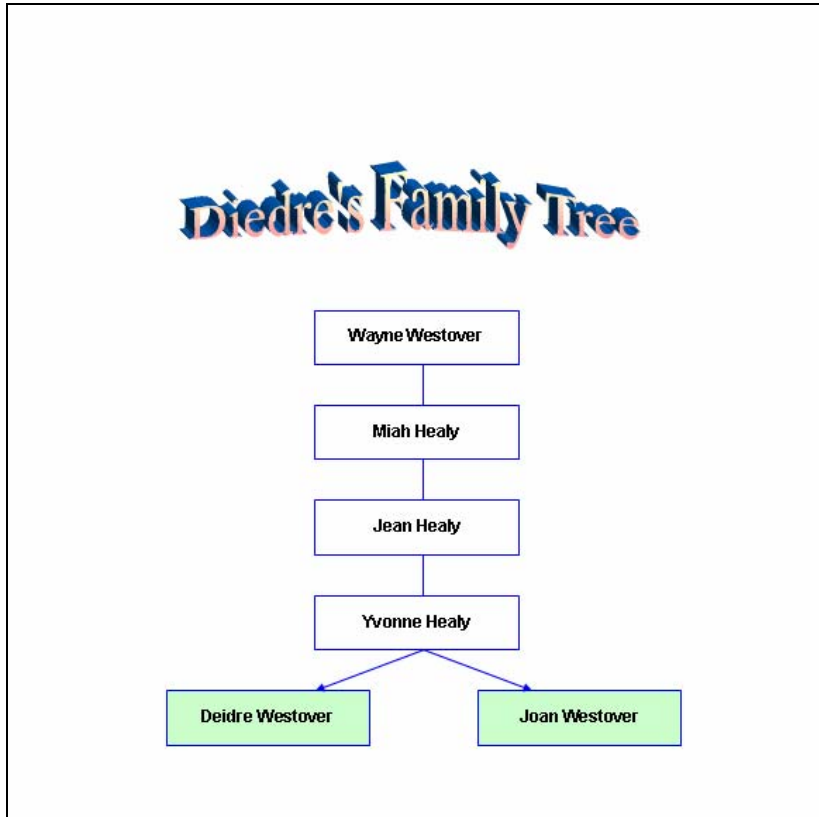 Diedre's Family Tree
Wayne Westover
Miah Healy
Jean Healy
Yvonne Healy
Deidre Westover
Joan Westover